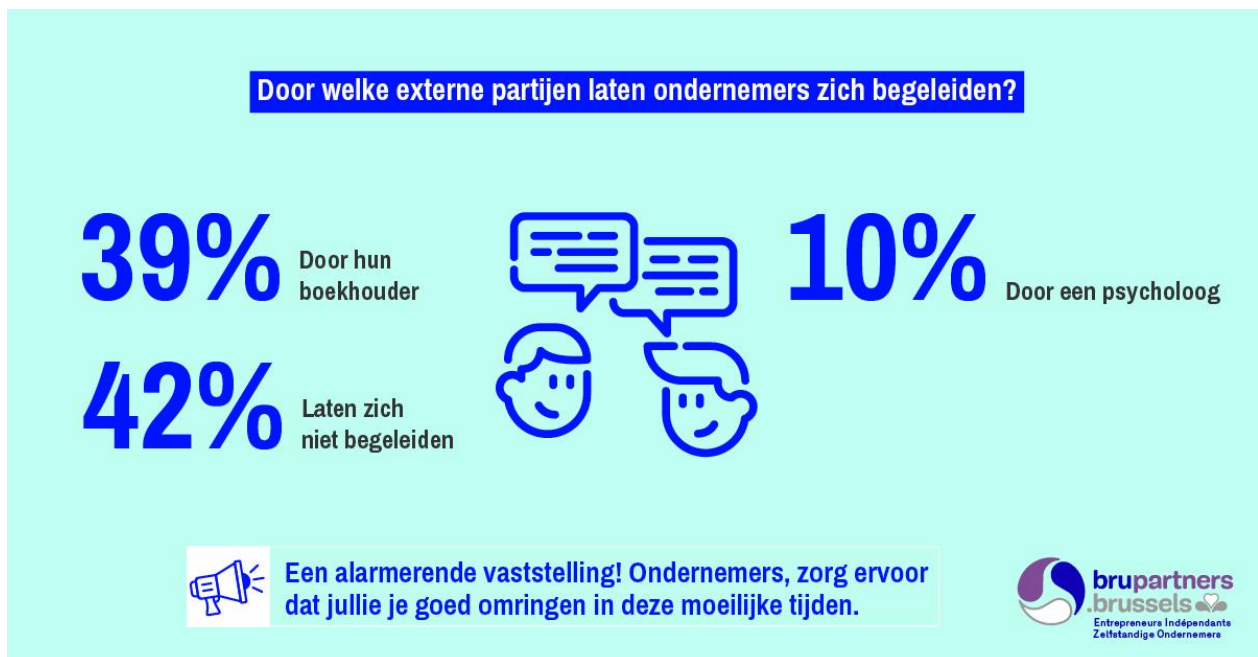 Door welke externe partijen laten ondernemers zich begeleiden?
39%
Door hun
boekhouder
42%
Laten zich
niet begeleiden
10%
Door een psycholoog
Een alarmerende vaststelling! Ondernemers, zorg ervoor
dat jullie je goed omringen in deze moeilijke tijden.
brupartners
.brussels
Entrepreneurs Indépendants
Zelfstandige Ondernemers